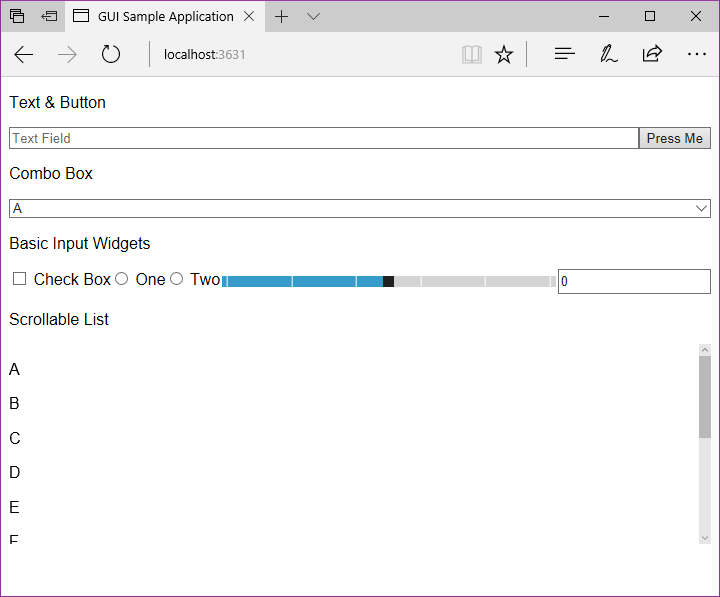 GUI Sample Application
localhost:3631
Text & Button
Text Field Press Me
Combo Box
A
Basic Input Widgets
Check Box One Two 0
Scrollable List
A
B
C
D
E
F